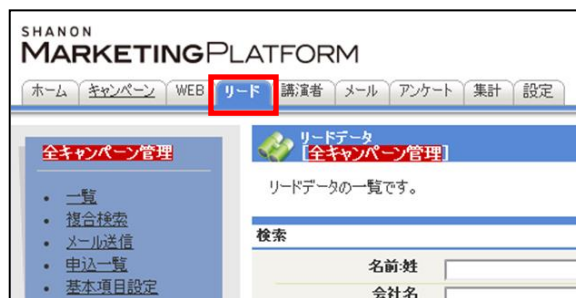 SHANON
MARKETINGPLATFORM
ホーム キャンペーン WEB リード 講演者 メール アンケート 集計 設定
全キャンペーン管理
・ 一覧
・ 複合検索
・ メール送信
・ 申込一覧
・ 基本項目設定
リードデータ
[全キャンペーン管理]
リードデータの一覧です。
検索
名前:姓
会社名